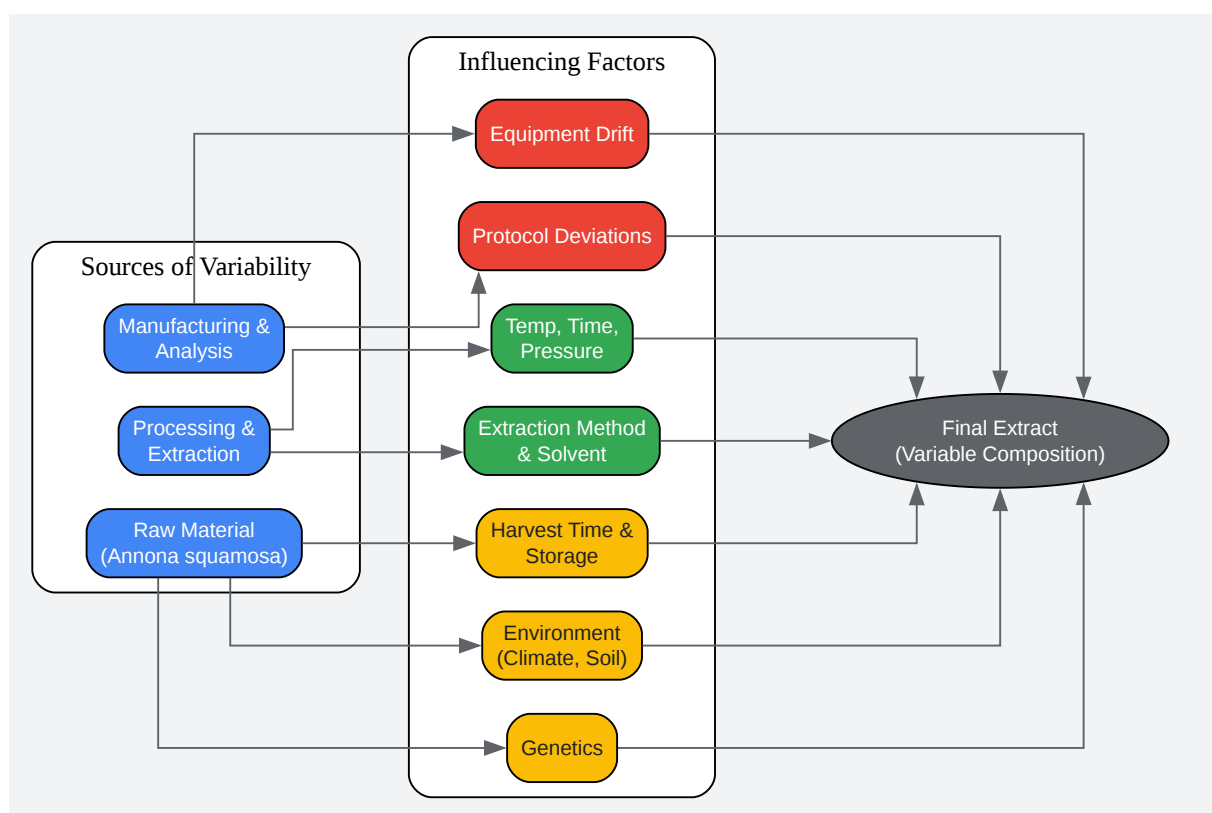 Influencing Factors
Equipment Drift
Protocol Deviations
Temp, Time,
Pressure
Extraction Method
& Solvent
Harvest Time &
Storage
Environment
(Climate, Soil)
Genetics
Sources of Variability
Manufacturing &
Analysis
Processing &
Extraction
Raw Material
(Annona squamosa)
Final Extract
(Variable Composition)